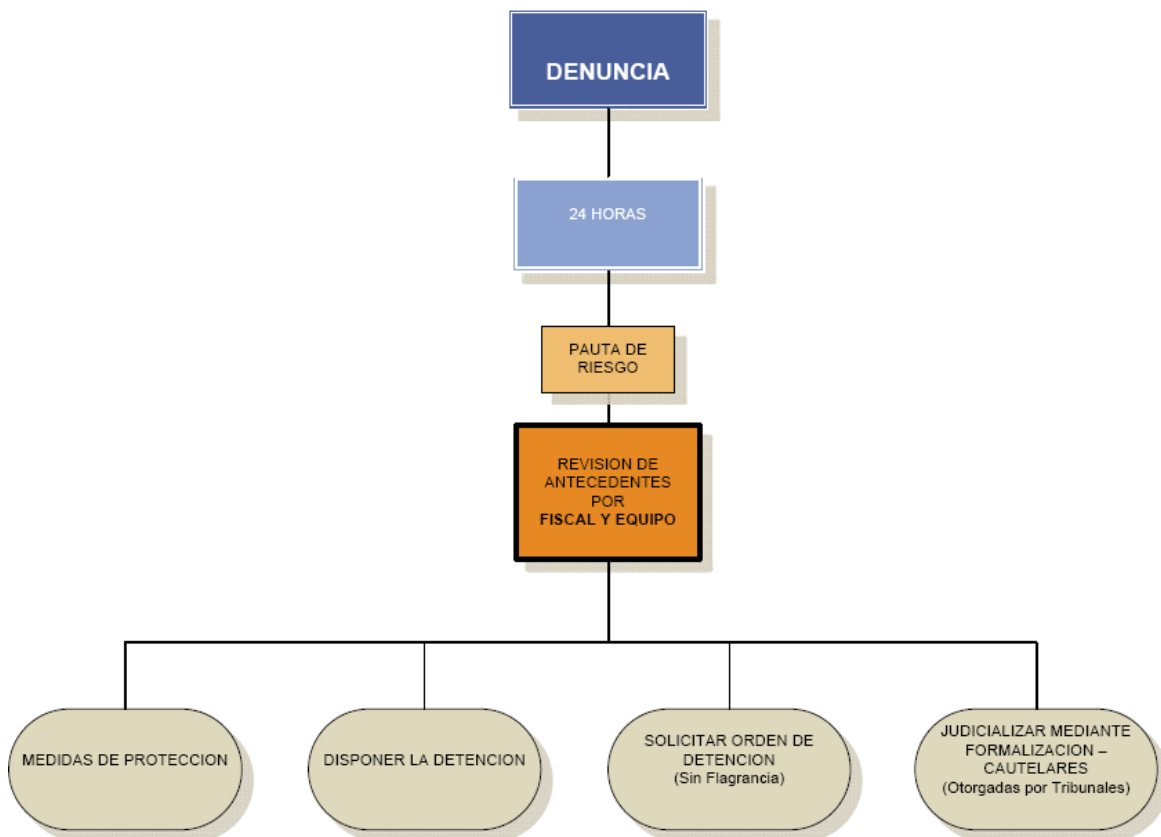 DENUNCIA
24 HORAS
PAUTA DE
RIESGO
REVISION DE
ANTECEDENTES
POR
FISCAL Y EQUIPO
MEDIDAS DE PROTECCION
DISPONER LA DETENCION
SOLICITAR ORDEN DE
DETENCION
(Sin Flagrancia)
JUDICIALIZAR MEDIANTE
FORMALIZACION –
CAUTELARES
(Otorgadas por Tribunales)